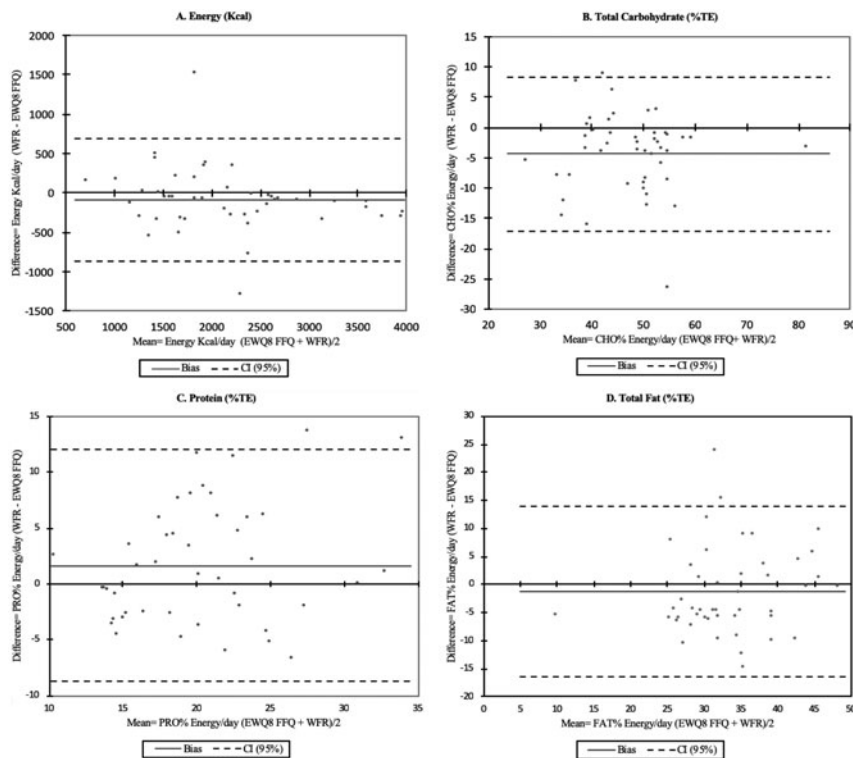 A. Energy (Kcal)
Difference= Energy Kcal/day (WFR - EWQ8 FFQ)
2000
1500
1000
500
0
-500
-1000
-1500
500 1000 1500 2000 2500 3000 3500 4000
Mean= Energy Kcal/day (EWQ8 FFQ+ WFR)/2
Bias CI (95%)
B. Total Carbohydrate (%TE)
Difference= CHO% Energy/day (WFR - EWQ8 FFQ)
15
10
5
0
-5
-10
-15
-20
-25
-30
20 30 40 50 60 70 80 90
Mean= CHO% Energy/day (EWQ8 FFQ+ WFR)/2
Bias CI (95%)
C. Protein (%TE)
Difference= PRO% Energy/day (WFR - EWQ8 FFQ)
15
10
5
0
-5
-10
10 15 20 25 30 35
Mean= PRO% Energy/day (EWQ8 FFQ + WFR)/2
Bias CI (95%)
D. Total Fat (%TE)
Difference= FAT% Energy/day (WFR - EWQ8 FFQ)
30
25
20
15
10
5
0
-5
-10
-15
-20
0 5 10 15 20 25 30 35 40 45 50
Mean= FAT% Energy/day (EWQ8 FFQ + WFR)/2
Bias CI (95%)